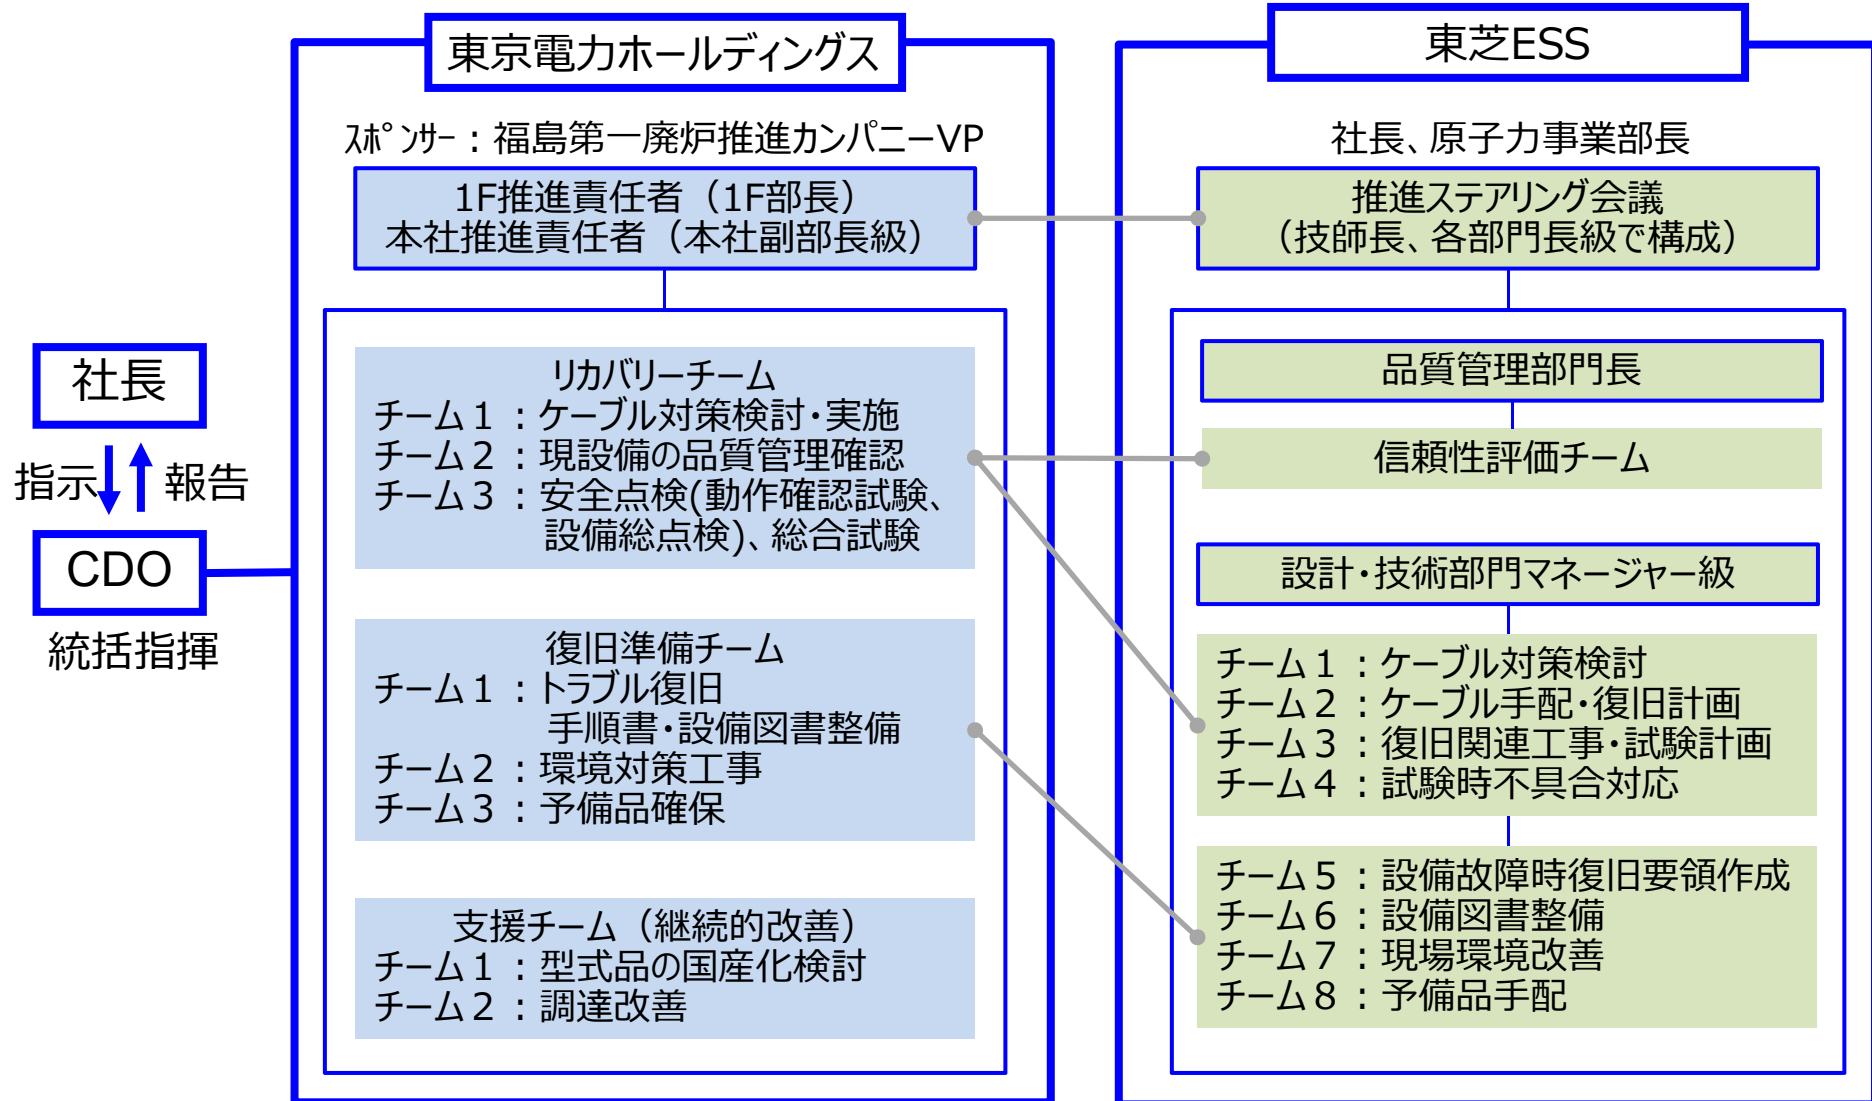 社長
指示
報告
CDO
統括指揮
東京電力ホールディングス
スポンサー：福島第一廃炉推進カンパニーVP
1F推進責任者（1F部長）
本社推進責任者（本社副部長級）
リカバリーチーム
チーム１：ケーブル対策検討・実施
チーム２：現設備の品質管理確認
チーム３：安全点検(動作確認試験、
設備総点検)、総合試験
復旧準備チーム
チーム１：トラブル復旧
手順書・設備図書整備
チーム２：環境対策工事
チーム３：予備品確保
支援チーム（継続的改善）
チーム１：型式品の国産化検討
チーム２：調達改善
東芝ESS
社長、原子力事業部長
推進ステアリング会議
（技師長、各部門長級で構成）
品質管理部門長
信頼性評価チーム
設計・技術部門マネージャー級
チーム１：ケーブル対策検討
チーム２：ケーブル手配・復旧計画
チーム３：復旧関連工事・試験計画
チーム４：試験時不具合対応
チーム５：設備故障時復旧要領作成
チーム６：設備図書整備
チーム７：現場環境改善
チーム８：予備品手配